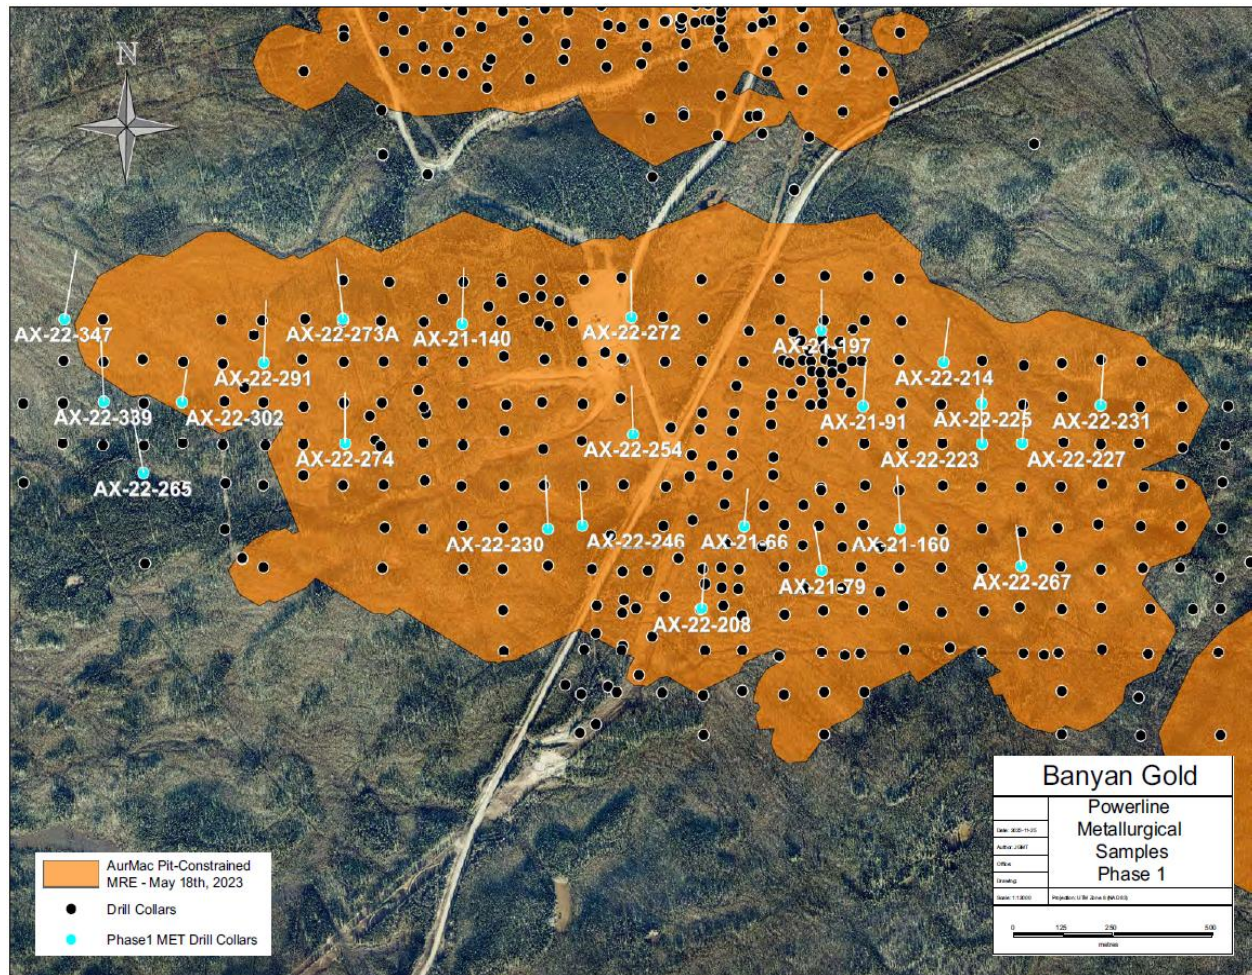 N
AX-22-347
AX-22-273A
AX-21-140
AX-22-272
AX-21-197
AX-22-291
AX-22-214
AX-22-339
AX-22-302
AX-21-91
AX-22-225
AX-22-231
AX-22-274
AX-22-254
AX-22-223
AX-22-227
AX-22-265
AX-22-230
AX-22-246
AX-21-66
AX-21-160
AX-21-79
AX-22-267
AX-22-208
Banyan Gold
Powerline
Metallurgical
Samples
Phase 1
Author: JGMT
Office:
Drawing:
0 125 250 500
metres
AurMac Pit-Constrained
MRE - May 18th, 2023
Drill Collars
Phase1 MET Drill Collars